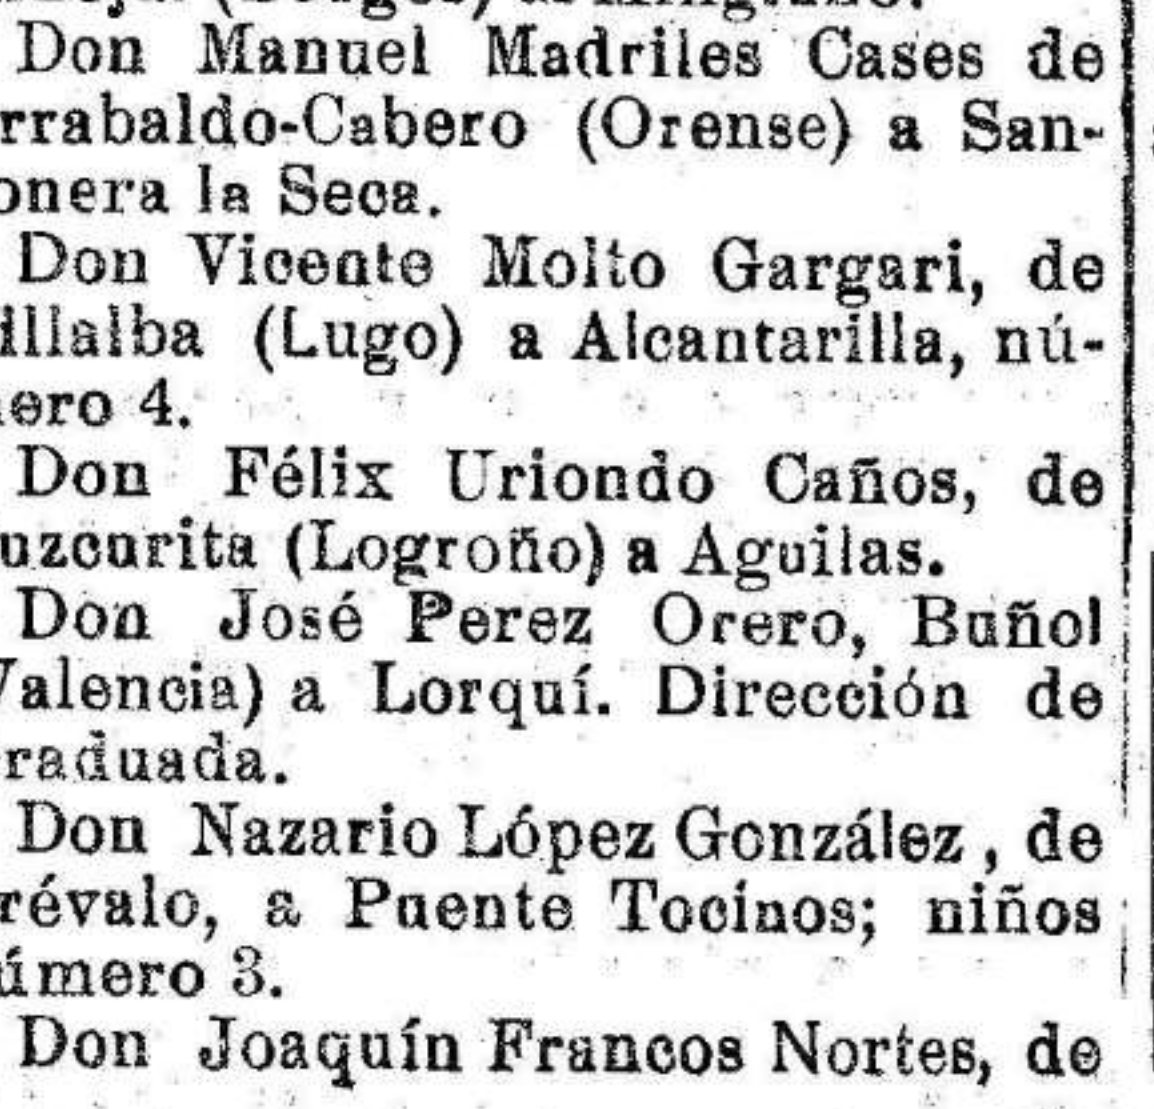 Don Manuel Madriles Cases de
rrabaldo-Cabero (Orense) a San-
onera la Seca.
Don Vicente Molto Gargari, de
illalba (Lugo) a Alcantarilla, nú-
ero 4.
Don Félix Uriondo Caños, de
uzcurita (Logroño) a Aguilas.
Don José Perez Orero, Buñol
Valencia) a Lorquí. Dirección de
raduada.
Don Nazario López González, de
révalo, a Puente Tocinos; niños
úmero 3.
Don Joaquín Francos Nortes, de